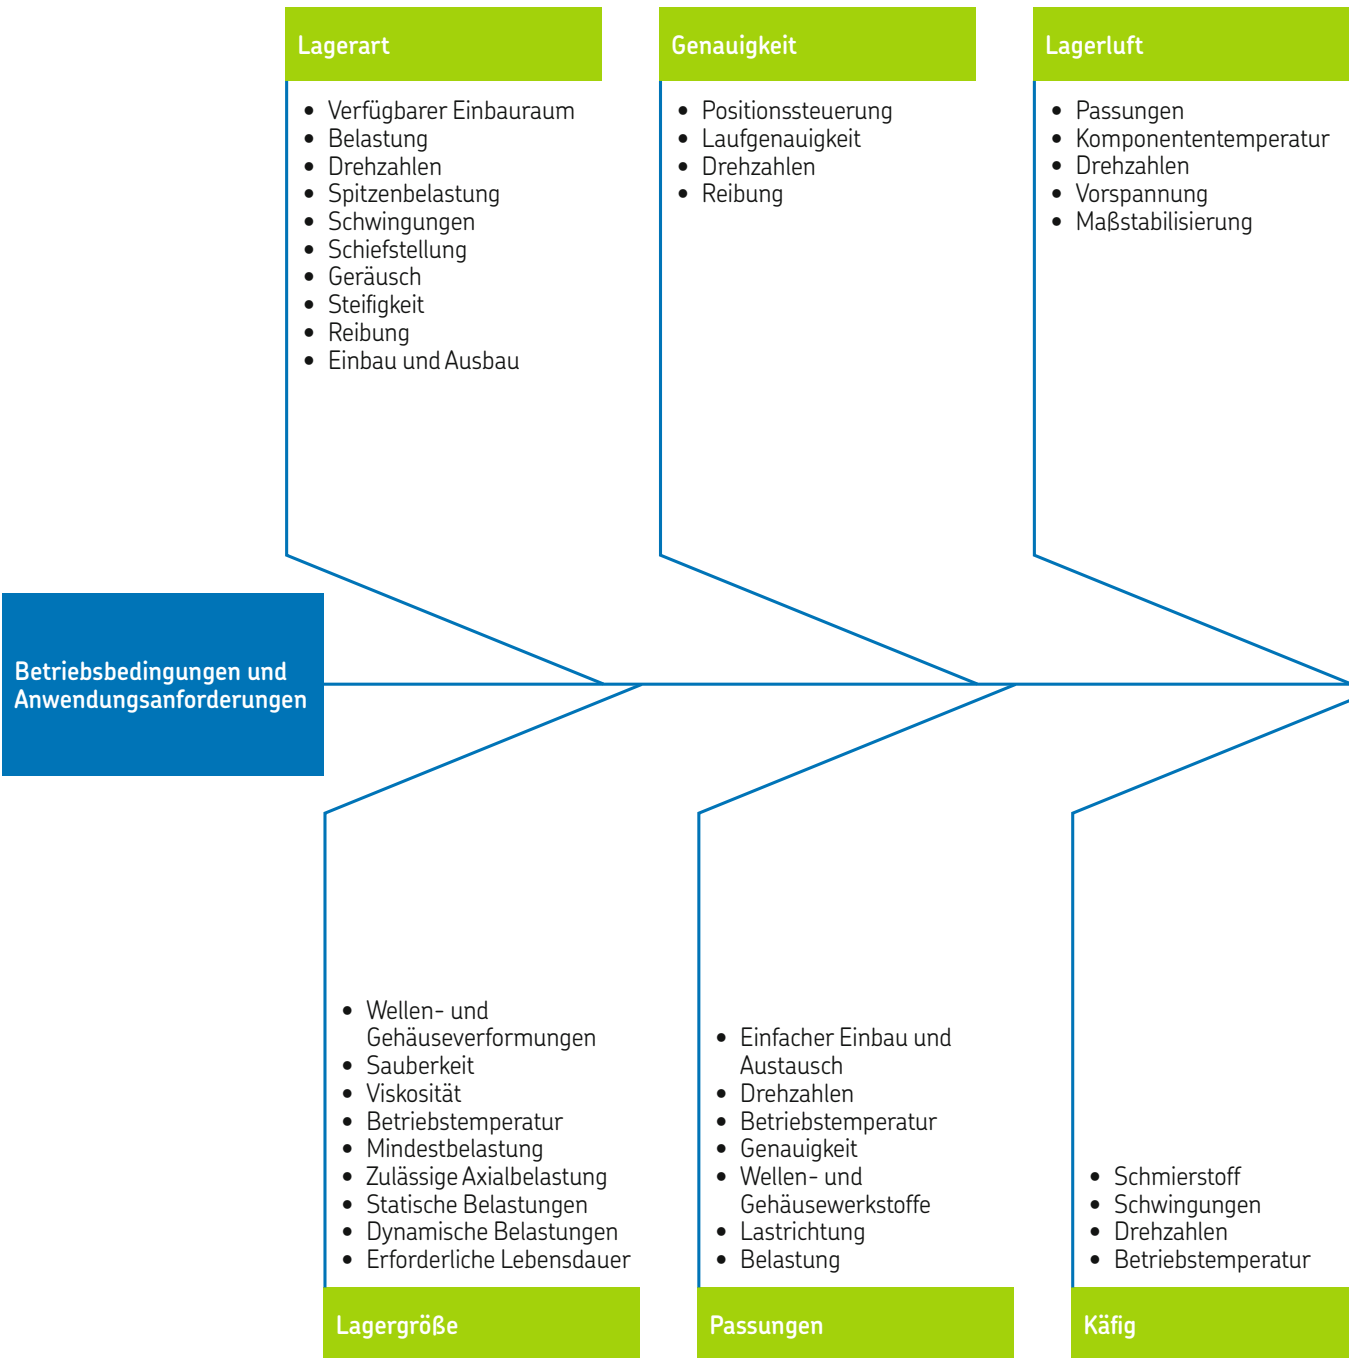 Lagerart
• Verfügbarer Einbauraum
• Belastung
• Drehzahlen
• Spitzenbelastung
• Schwingungen
• Schiefstellung
• Geräusch
• Steifigkeit
• Reibung
• Einbau und Ausbau
Genauigkeit
• Positionssteuerung
• Laufgenauigkeit
• Drehzahlen
• Reibung
Lagerluft
• Passungen
• Komponententemperatur
• Drehzahlen
• Vorspannung
• Maßstabilisierung
Betriebsbedingungen und
Anwendungsanforderungen
• Wellen- und
Gehäuseverformungen
• Sauberkeit
• Viskosität
• Betriebstemperatur
• Mindestbelastung
• Zulässige Axialbelastung
• Statische Belastungen
• Dynamische Belastungen
• Erforderliche Lebensdauer
Lagergröße
• Einfacher Einbau und
Austausch
• Drehzahlen
• Betriebstemperatur
• Genauigkeit
• Wellen- und
Gehäusewerkstoffe
• Lastrichtung
• Belastung
Passungen
• Schmierstoff
• Schwingungen
• Drehzahlen
• Betriebstemperatur
Käfig